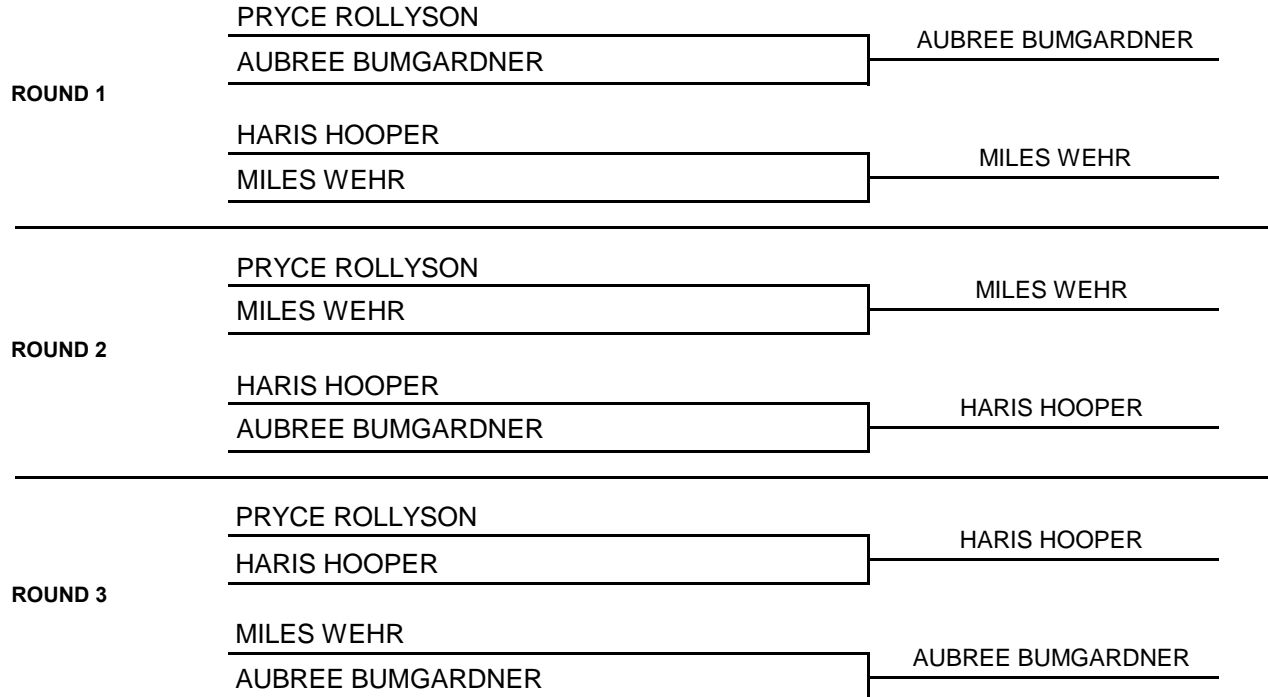 PRYCE ROLLYSON
AUBREE BUMGARDNER
AUBREE BUMGARDNER
ROUND 1
HARIS HOOPER
MILES WEHR
MILES WEHR
PRYCE ROLLYSON
MILES WEHR
MILES WEHR
ROUND 2
HARIS HOOPER
HARIS HOOPER
AUBREE BUMGARDNER
PRYCE ROLLYSON
HARIS HOOPER
HARIS HOOPER
ROUND 3
MILES WEHR
AUBREE BUMGARDNER
AUBREE BUMGARDNER